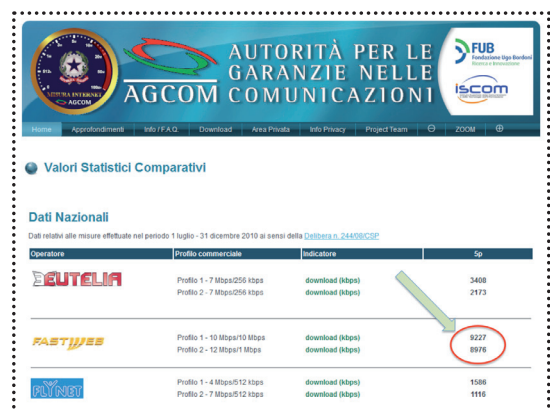 MISURA INTERNET
AGCOM
AGCOM
AUTORITÀ PER LE
GARANZIE NELLE
COMUNICAZIONI
FUB
Fondazione Ugo Bordoni
Ricerca e Innovazione
iscom
Home Approfondimenti Info / F.A.Q. Download Area Privata Info Privacy Project Team ZOOM
Valori Statistici Comparativi
Dati Nazionali
Dati relativi alle misure effettuate nel periodo 1 luglio - 31 dicembre 2010 ai sensi della Delibera n. 244/08/CSP
Operatore Profilo commerciale Indicatore 5p
EUTELIA
Profilo 1 - 7 Mbps/256 kbps download (kbps) 3408
Profilo 2 - 7 Mbps/256 kbps download (kbps) 2173
FASTWEB
Profilo 1 - 10 Mbps/10 Mbps download (kbps) 9227
Profilo 2 - 12 Mbps/1 Mbps download (kbps) 8976
FLYNET
Profilo 1 - 4 Mbps/512 kbps download (kbps) 1586
Profilo 2 - 7 Mbps/512 kbps download (kbps) 1116